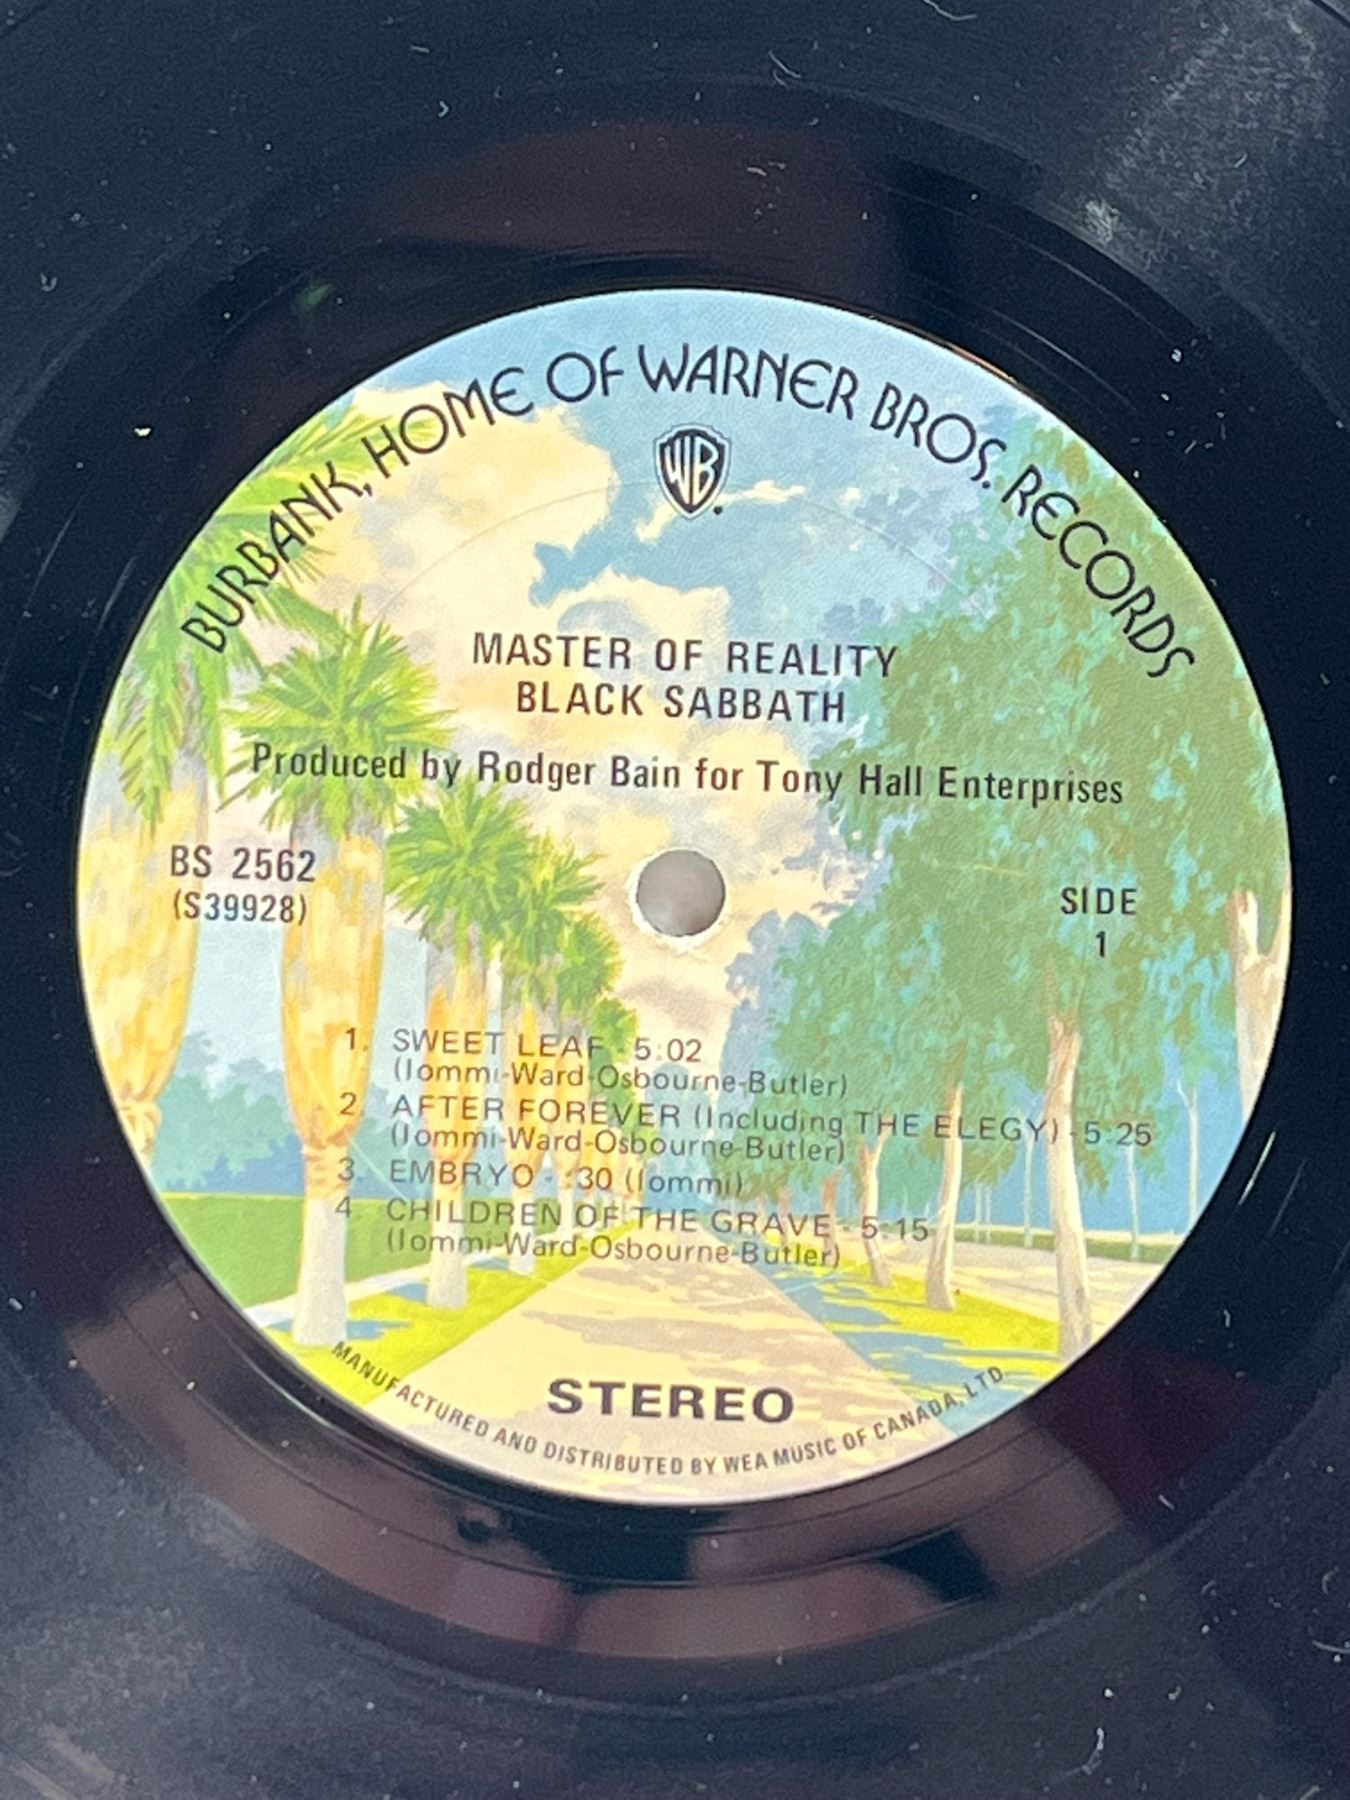 BURBANK, HOME OF WARNER BROS. RECORDS
WB
MASTER OF REALITY
BLACK SABBATH
Produced by Rodger Bain for Tony Hall Enterprises
BS 2562
(S39928)
SIDE
1
1. SWEET LEAF - 5:02
(Iommi-Ward-Osbourne-Butler)
2. AFTER FOREVER (Including THE ELEGY) - 5:25
(Iommi-Ward-Osbourne-Butler)
3. EMBRYO - :30 (Iommi)
4. CHILDREN OF THE GRAVE - 5:15
(Iommi-Ward-Osbourne-Butler)
STEREO
MANUFACTURED AND DISTRIBUTED BY WEA MUSIC OF CANADA, LTD.